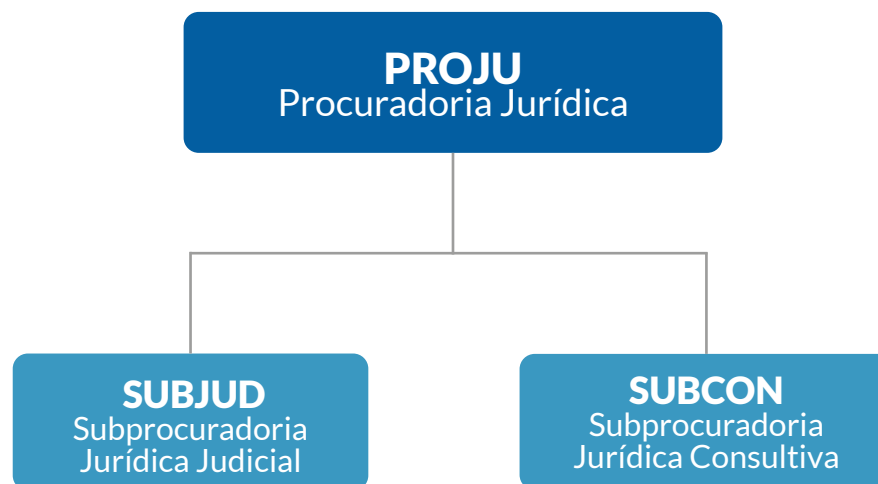 PROJU
Procuradoria Jurídica
SUBJUD
Subprocuradoria
Jurídica Judicial
SUBCON
Subprocuradoria
Jurídica Consultiva